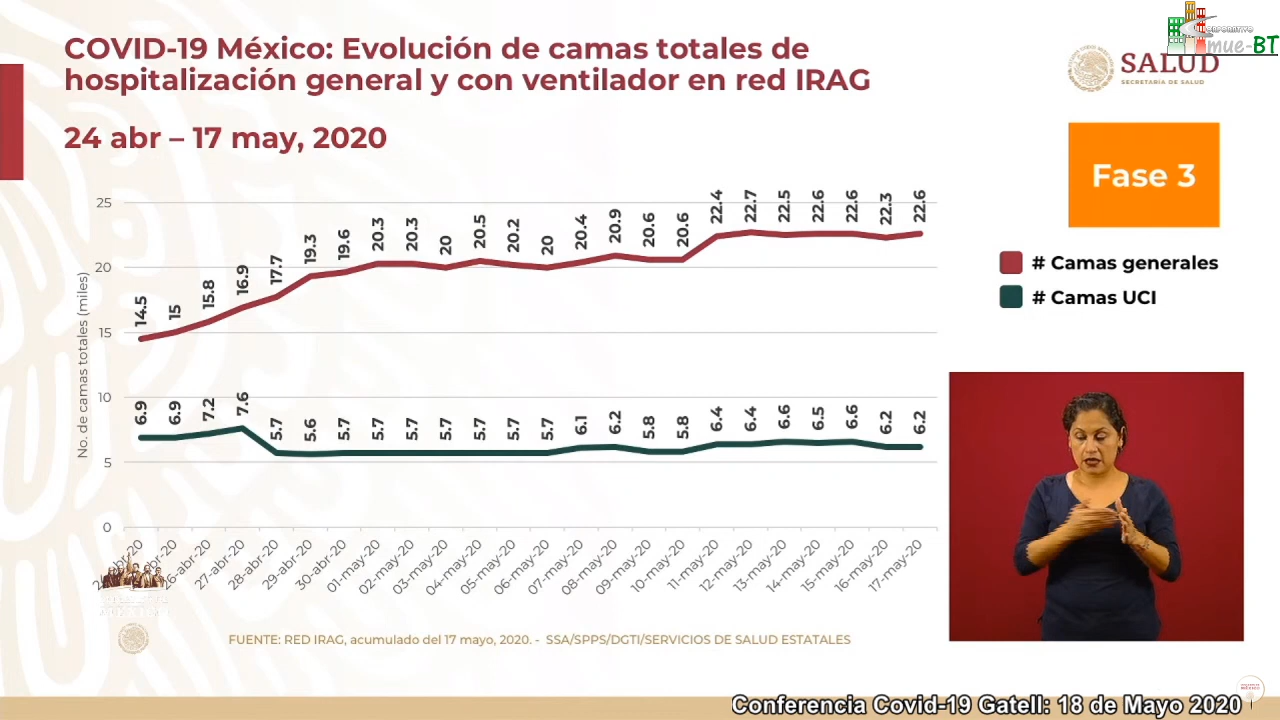 COVID-19 México: Evolución de camas totales de
hospitalización general y con ventilador en red IRAG
24 abr – 17 may, 2020
CORPORATIVO
mue-BT
SALUD
SECRETARÍA DE SALUD
Fase 3
# Camas generales
# Camas UCI
No. de camas totales (miles)
25
20
15
10
5
0
14.5 15 15.8 16.9 17.7 19.3 19.6 20.3 20.3 20 20.5 20.2 20 20.4 20.9 20.6 20.6 22.4 22.7 22.5 22.6 22.6 22.3 22.6
6.9 6.9 7.2 7.6 5.7 5.6 5.7 5.7 5.7 5.7 5.7 5.7 5.7 6.1 6.2 5.8 5.8 6.4 6.4 6.6 6.5 6.6 6.2 6.2
26-abr-20 27-abr-20 28-abr-20 29-abr-20 30-abr-20 01-may-20 02-may-20 03-may-20 04-may-20 05-may-20 06-may-20 07-may-20 08-may-20 09-may-20 10-may-20 11-may-20 12-may-20 13-may-20 14-may-20 15-may-20 16-may-20 17-may-20
FUENTE: RED IRAG, acumulado del 17 mayo, 2020. - SSA/SPPS/DGTI/SERVICIOS DE SALUD ESTATALES
Conferencia Covid-19 Gatell: 18 de Mayo 2020